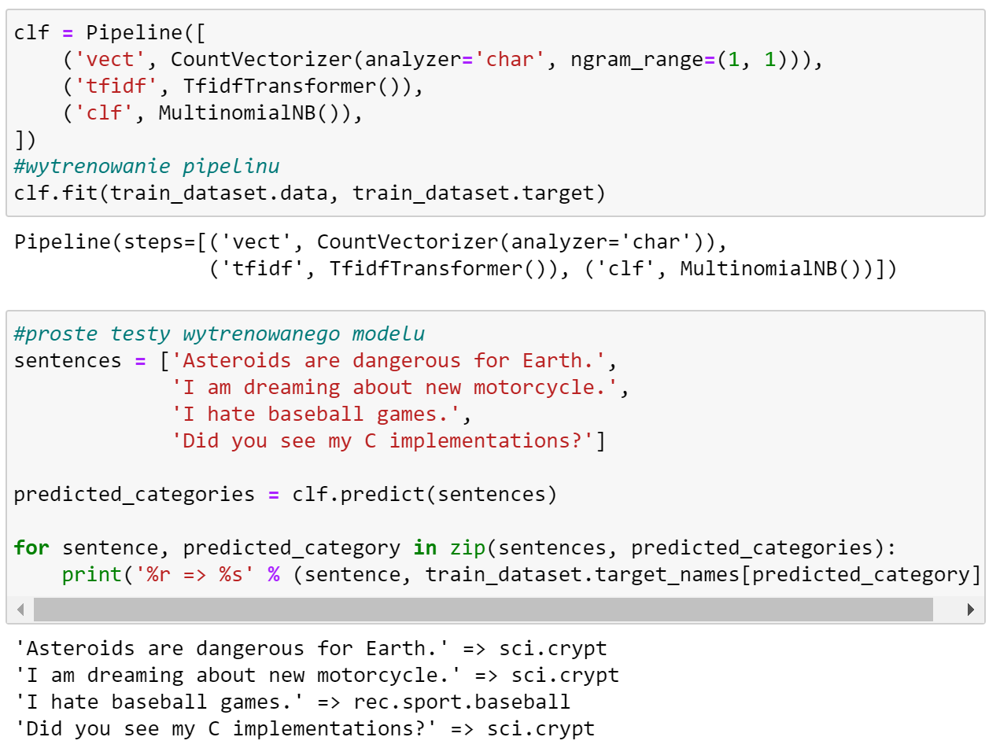 clf = Pipeline([
    ('vect', CountVectorizer(analyzer='char', ngram_range=(1, 1))),
    ('tfidf', TfidfTransformer()),
    ('clf', MultinomialNB()),
])
#wytrenowanie pipelinu
clf.fit(train_dataset.data, train_dataset.target)
Pipeline(steps=[('vect', CountVectorizer(analyzer='char')),
                ('tfidf', TfidfTransformer()), ('clf', MultinomialNB())])
#proste testy wytrenowanego modelu
sentences = ['Asteroids are dangerous for Earth.',
             'I am dreaming about new motorcycle.',
             'I hate baseball games.',
             'Did you see my C implementations?']
predicted_categories = clf.predict(sentences)
for sentence, predicted_category in zip(sentences, predicted_categories):
    print('%r => %s' % (sentence, train_dataset.target_names[predicted_category]
'Asteroids are dangerous for Earth.' => sci.crypt
'I am dreaming about new motorcycle.' => sci.crypt
'I hate baseball games.' => rec.sport.baseball
'Did you see my C implementations?' => sci.crypt